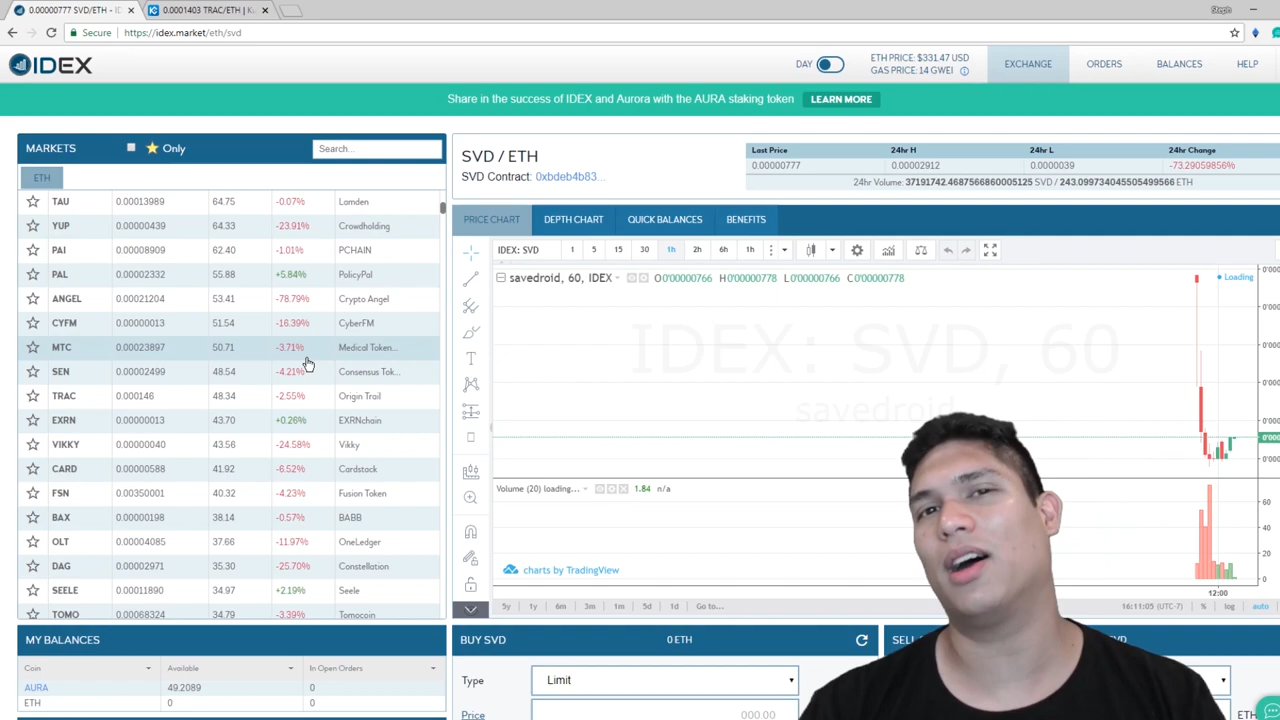 0.00000777 SVD/ETH - I
0.0001403 TRAC/ETH | K
Steph
Secure
https://idex.market/eth/svd
IDEX
DAY
ETH PRICE: $331.47 USD
GAS PRICE: 14 GWEI
EXCHANGE
ORDERS
BALANCES
HELP
Share in the success of IDEX and Aurora with the AURA staking token
LEARN MORE
MARKETS
Only
Search...
ETH
TAU 0.00013989 64.75 -0.07% Lamden
YUP 0.00000439 64.33 -23.91% Crowdholding
PAI 0.00008909 62.40 -1.01% PCHAIN
PAL 0.00002332 55.88 +5.84% PolicyPal
ANGEL 0.00021204 53.41 -78.79% Crypto Angel
CYFM 0.00000013 51.54 -16.39% CyberFM
MTC 0.00023897 50.71 -3.71% Medical Token...
SEN 0.00002499 48.54 -4.21% Consensus Tok...
TRAC 0.000146 48.34 -2.55% Origin Trail
EXRN 0.00000013 43.70 +0.26% EXRNchain
VIKKY 0.00000040 43.56 -24.58% Vikky
CARD 0.00000588 41.92 -6.52% Cardstack
FSN 0.00350001 40.32 -4.23% Fusion Token
BAX 0.00000198 38.14 -0.57% BABB
OLT 0.00004085 37.66 -11.97% OneLedger
DAG 0.00002971 35.30 -25.70% Constellation
SEELE 0.00011890 34.97 +2.19% Seele
TOMO 0.00068324 34.79 -3.39% Tomocoin
MY BALANCES
Coin Available In Open Orders
AURA 49.2089 0
ETH 0 0
SVD / ETH
SVD Contract: 0xbdeb4b83...
Last Price 24hr H 24hr L 24hr Change
0.00000777 0.00002912 0.0000039 -73.29059856%
24hr Volume: 37191742.4687566860005125 SVD / 243.099734045505499566 ETH
PRICE CHART
DEPTH CHART
QUICK BALANCES
BENEFITS
IDEX: SVD 1 5 15 30 1h 2h 6h 1h
savedroid, 60, IDEX O0'00000766 H0'00000778 L0'00000766 C0'00000778
Loading
IDEX: SVD, 60
savedroid
Volume (20) loading... 1.84 n/a
60
40
20
0
charts by TradingView
12:00
5y 1y 6m 3m 1m 5d 1d Go to... 16:11:05 (UTC-7) % log auto
BUY SVD 0 ETH
Type Limit
Price 000.00
SVD
ETH